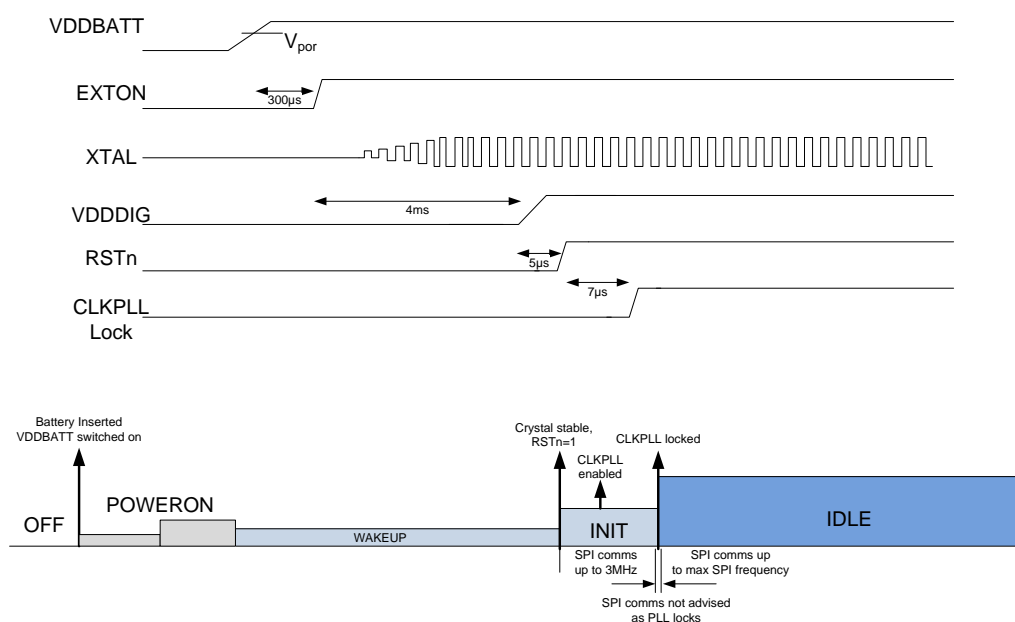 VDDBATT
Vpor
EXTON
300µs
XTAL
4ms
VDDDIG
RSTn
5µs
7µs
CLKPLL
Lock
Battery Inserted
VDDBATT switched on
Crystal stable,
RSTn=1
CLKPLL locked
CLKPLL
enabled
POWERON
OFF
WAKEUP
INIT
IDLE
SPI comms
up to 3MHz
SPI comms up
to max SPI frequency
SPI comms not advised
as PLL locks